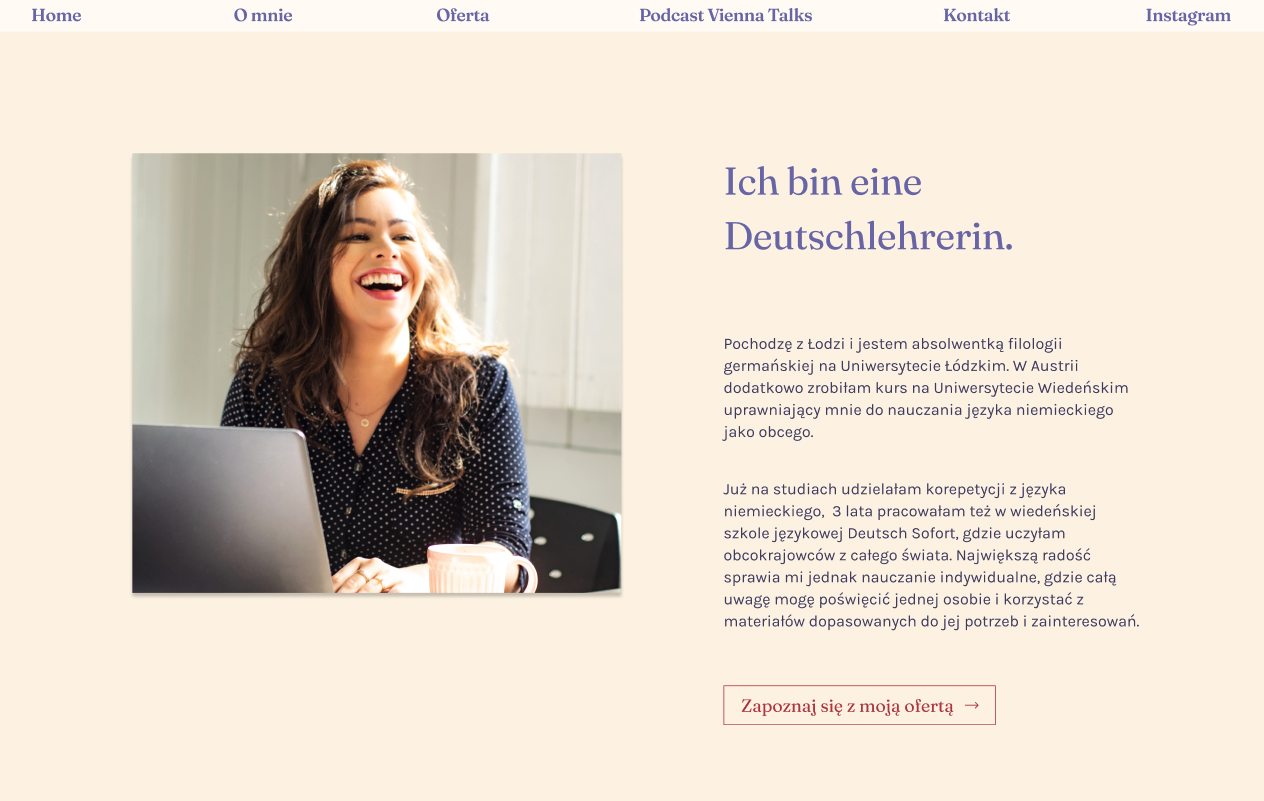 Home O mnie Oferta Podcast Vienna Talks Kontakt Instagram
Ich bin eine
Deutschlehrerin.
Pochodzę z Łodzi i jestem absolwentką filologii
germańskiej na Uniwersytecie Łódzkim. W Austrii
dodatkowo zrobiłam kurs na Uniwersytecie Wiedeńskim
uprawniający mnie do nauczania języka niemieckiego
jako obcego.
Już na studiach udzielałam korepetycji z języka
niemieckiego,  3 lata pracowałam też w wiedeńskiej
szkole językowej Deutsch Sofort, gdzie uczyłam
obcokrajowców z całego świata. Największą radość
sprawia mi jednak nauczanie indywidualne, gdzie całą
uwagę mogę poświęcić jednej osobie i korzystać z
materiałów dopasowanych do jej potrzeb i zainteresowań.
Zapoznaj się z moją ofertą →